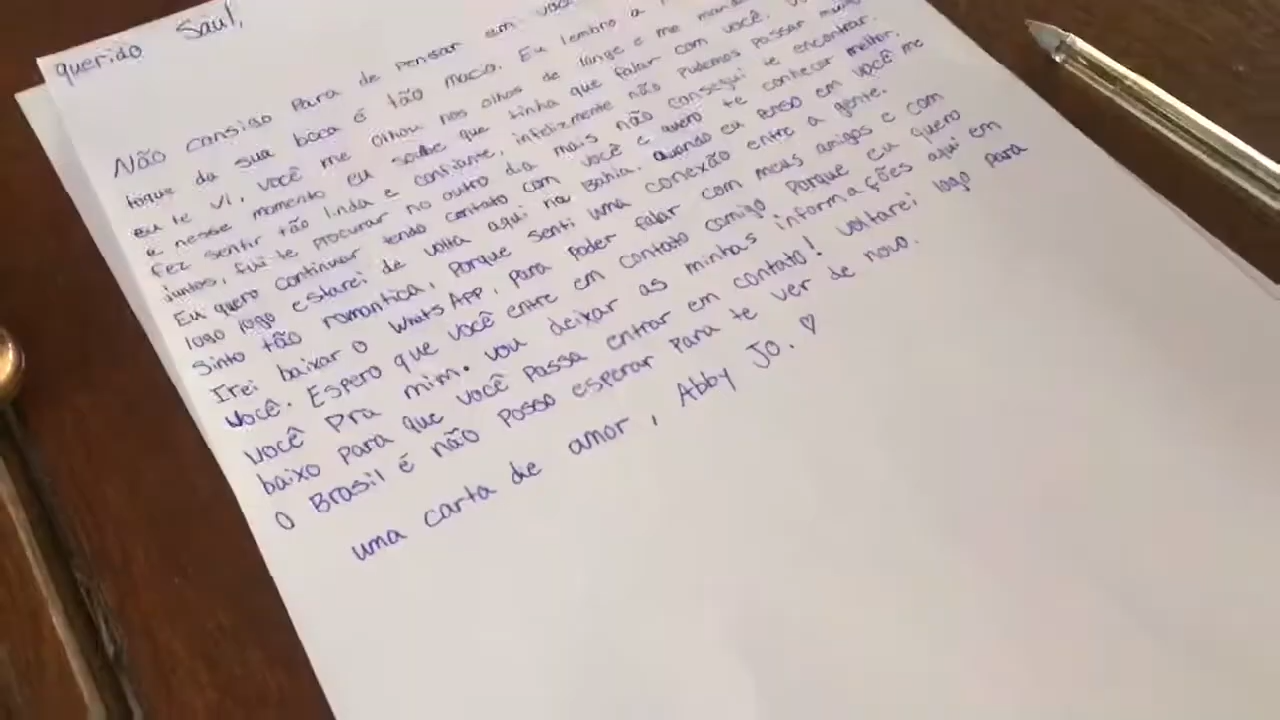 querido Saul,
Não consigo Para de pensar em você
toque da sua boca é tão macio. Eu lembro a
eu te vi, você me olhou nos olhos de longe e me
e nesse momento eu soube que tinha que falar com você.
fez sentir tão linda e confiante, infelizmente não pudemos passar muito
juntos, fui te procurar no outro dia mais não consegui te encontrar.
Eu quero continuar tendo contato com você e quero te conhecer melhor.
logo logo estarei de volta aqui na Bahia. quando eu penso em você me
sinto tão romantica, Porque senti uma conexão entre a gente.
Irei baixar o WhatsApp, Para Poder falar com meus amigos e com
você. Espero que você entre em contato comigo Porque eu quero
você Pra mim. vou deixar as minhas informações aqui em
baixo Para que você Possa entrar em contato! voltarei logo Para
o Brasil é não Posso esperar Para te ver de novo.
uma carta de amor, Abby Jo. ♡